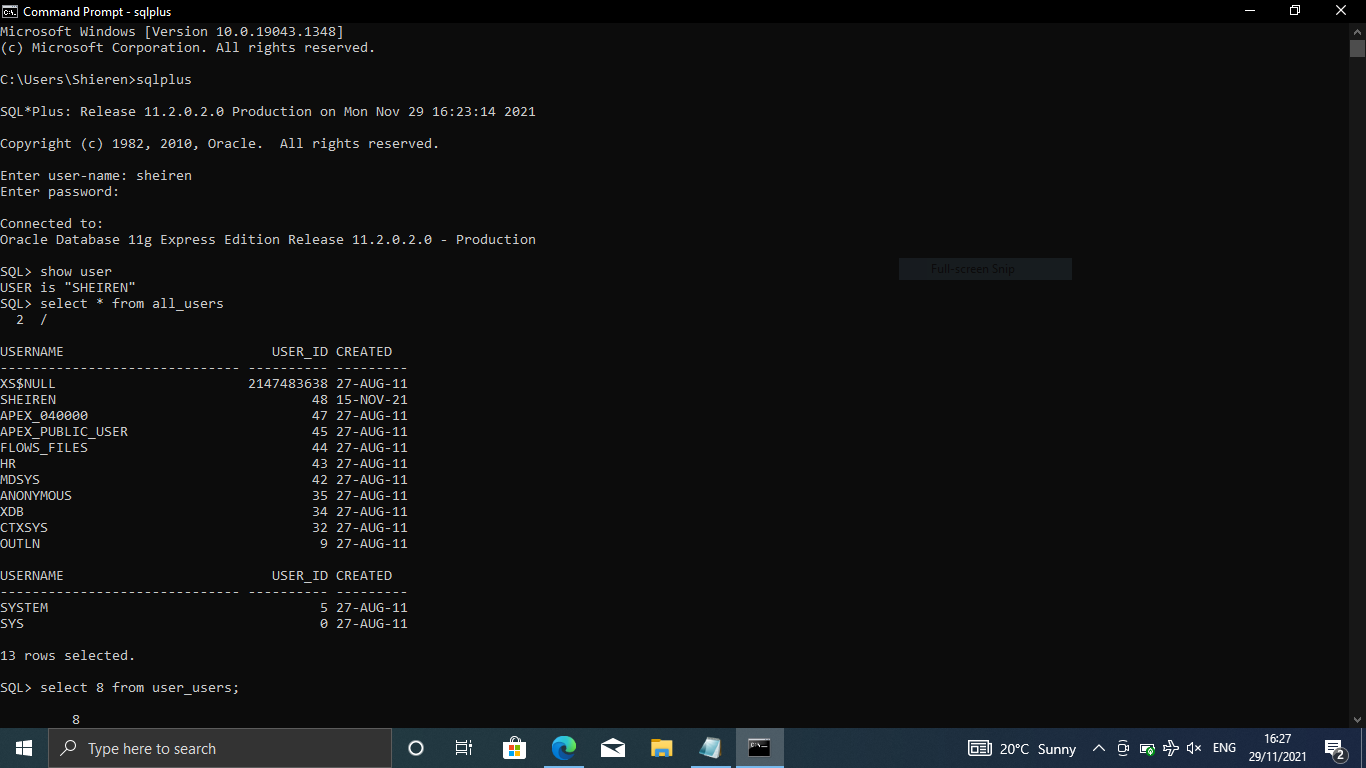 Command Prompt - sqlplus
Microsoft Windows [Version 10.0.19043.1348]
(c) Microsoft Corporation. All rights reserved.
C:\Users\Shieren>sqlplus
SQL*Plus: Release 11.2.0.2.0 Production on Mon Nov 29 16:23:14 2021
Copyright (c) 1982, 2010, Oracle.  All rights reserved.
Enter user-name: sheiren
Enter password:
Connected to:
Oracle Database 11g Express Edition Release 11.2.0.2.0 - Production
SQL> show user
USER is "SHEIREN"
SQL> select * from all_users
  2  /
Full-screen Snip
USERNAME                          USER_ID CREATED
------------------------------ ---------- ---------
XS$NULL                        2147483638 27-AUG-11
SHEIREN                                48 15-NOV-21
APEX_040000                            47 27-AUG-11
APEX_PUBLIC_USER                       45 27-AUG-11
FLOWS_FILES                            44 27-AUG-11
HR                                     43 27-AUG-11
MDSYS                                  42 27-AUG-11
ANONYMOUS                              35 27-AUG-11
XDB                                    34 27-AUG-11
CTXSYS                                 32 27-AUG-11
OUTLN                                   9 27-AUG-11
USERNAME                          USER_ID CREATED
------------------------------ ---------- ---------
SYSTEM                                  5 27-AUG-11
SYS                                     0 27-AUG-11
13 rows selected.
SQL> select 8 from user_users;
         8
Type here to search
20°C Sunny
ENG
16:27
29/11/2021
2